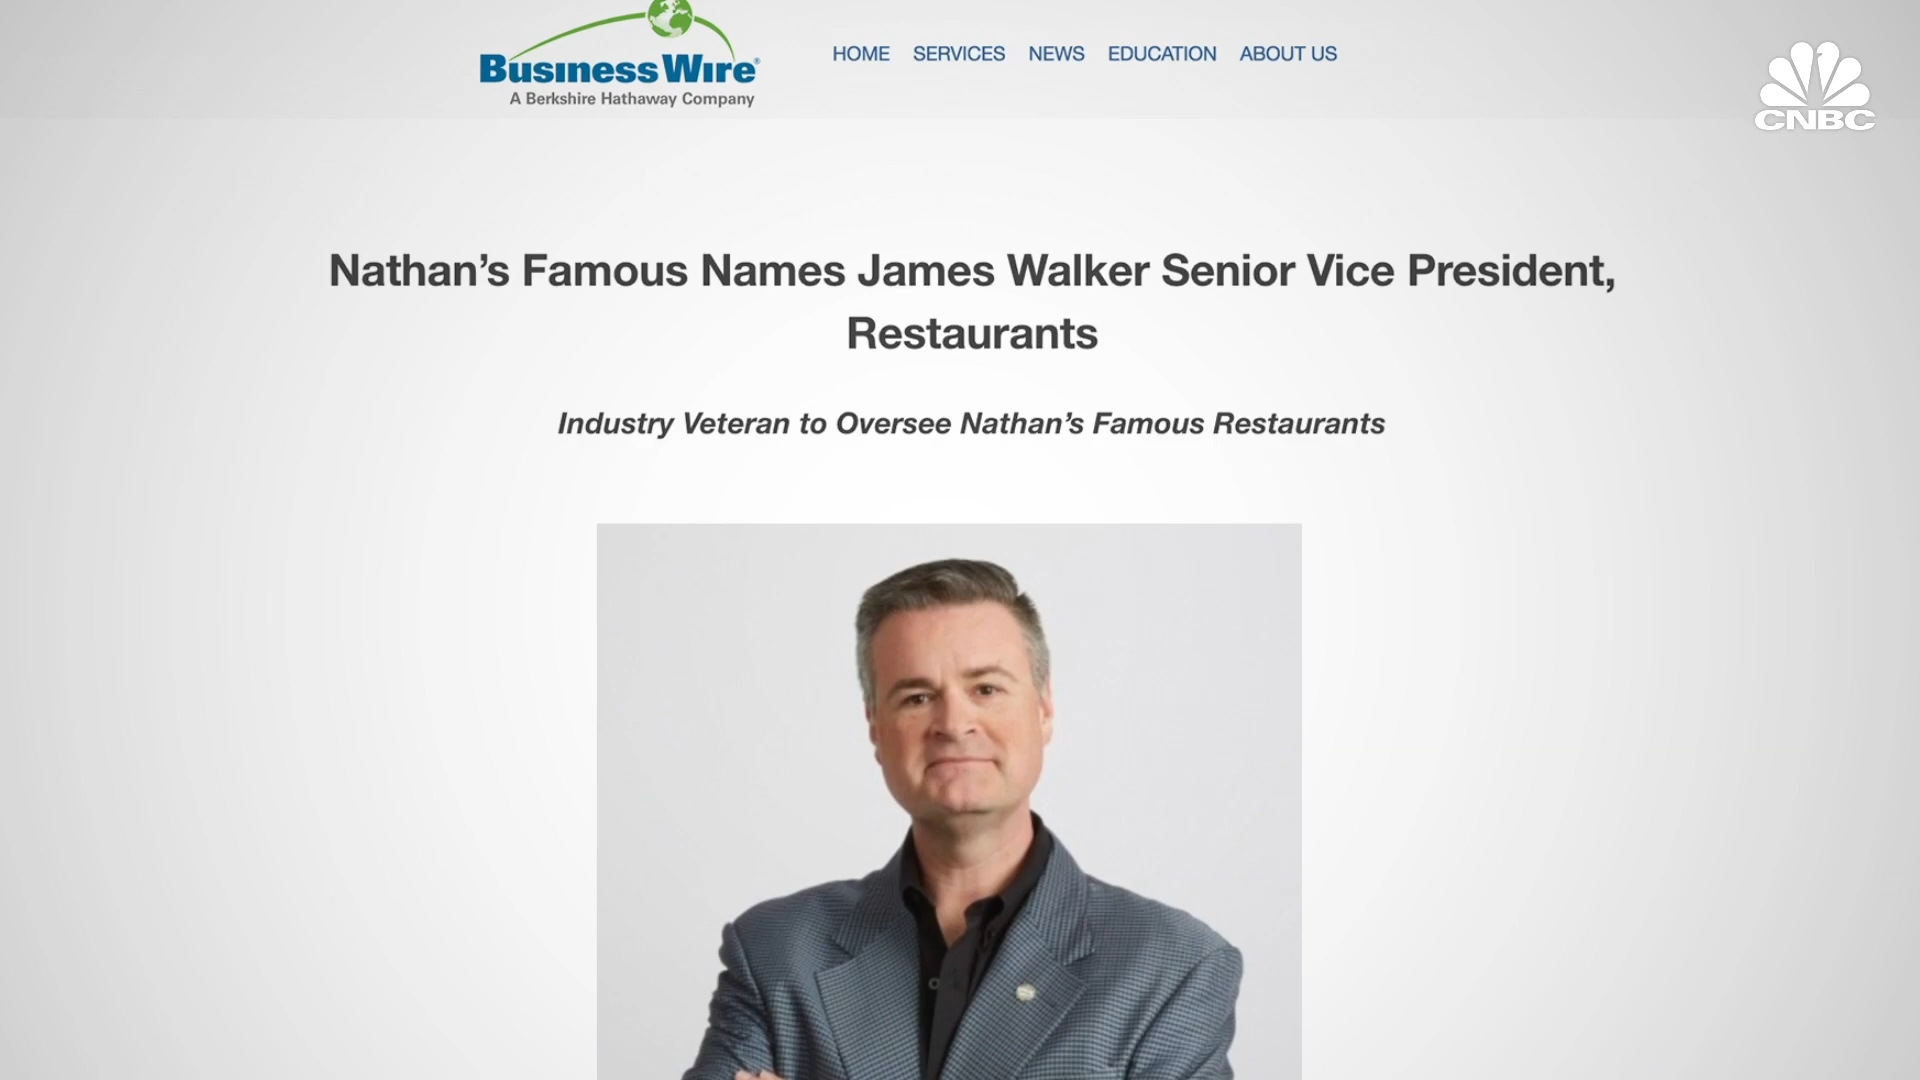 Business Wire®
A Berkshire Hathaway Company
HOME SERVICES NEWS EDUCATION ABOUT US
CNBC
Nathan’s Famous Names James Walker Senior Vice President,
Restaurants
Industry Veteran to Oversee Nathan’s Famous Restaurants